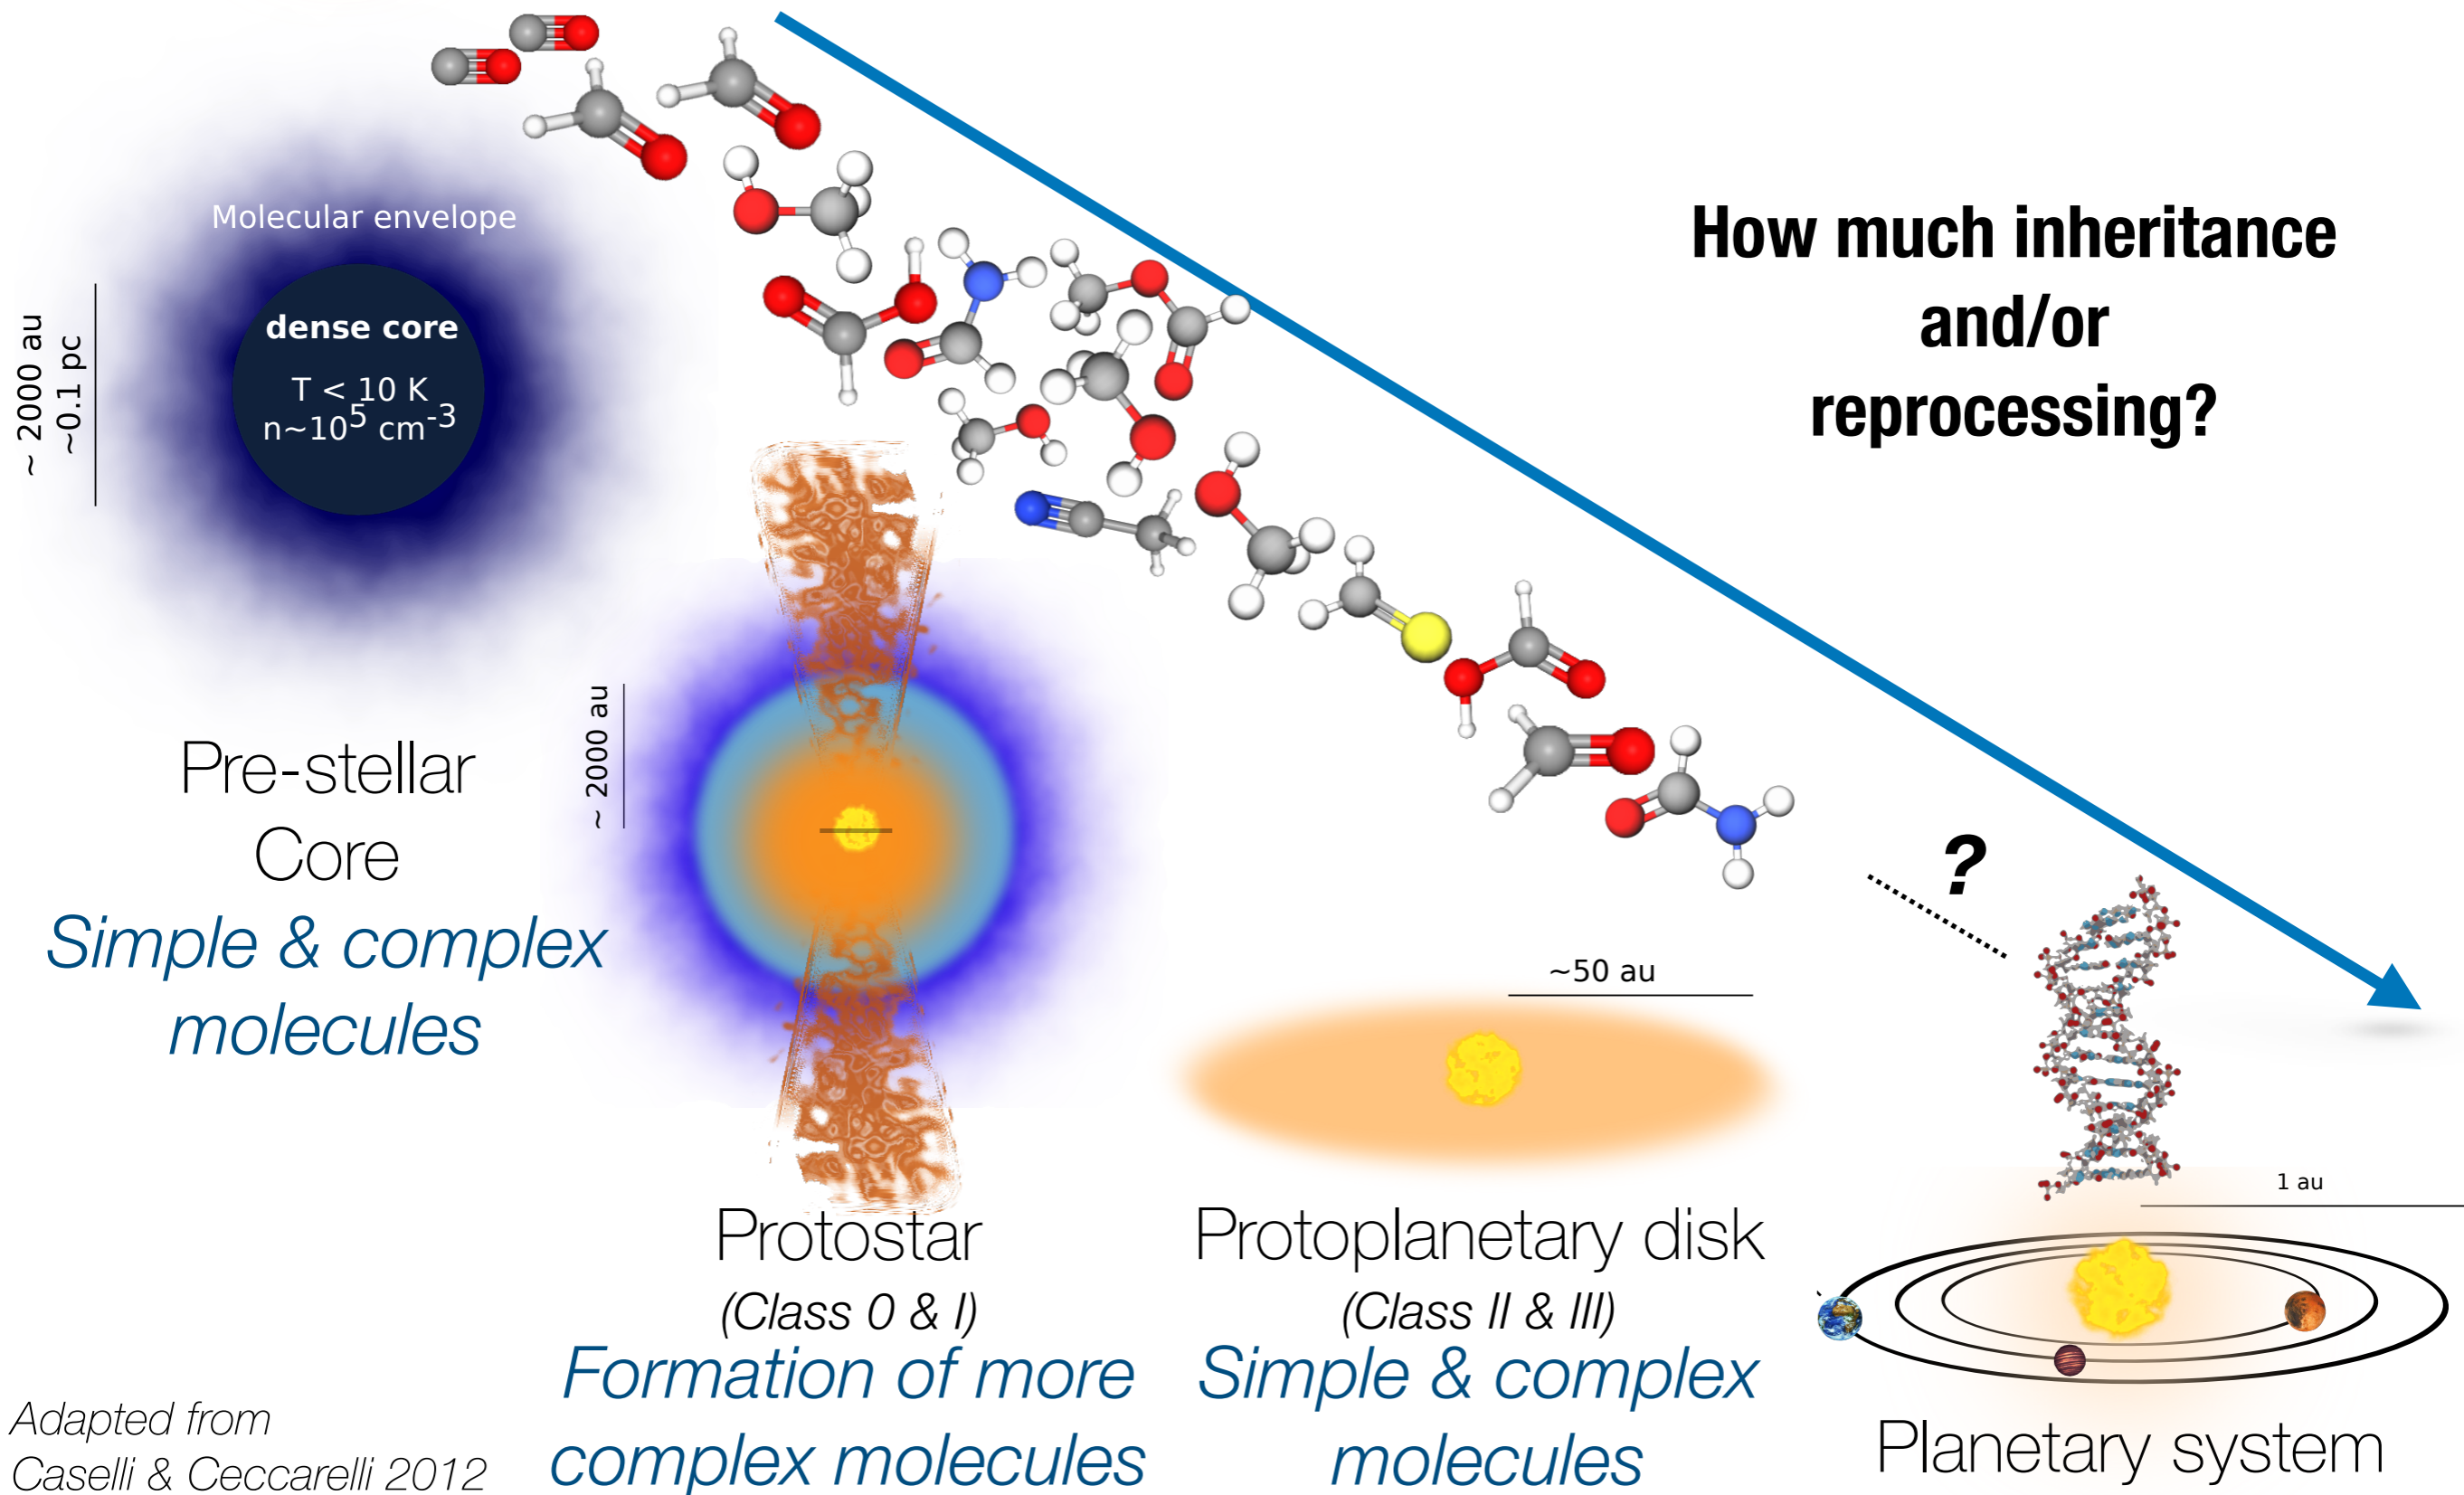 Molecular envelope
dense core
T < 10 K
n~10⁵ cm⁻³
~ 2000 au
~0.1 pc
Pre-stellar
Core
Simple & complex
molecules
How much inheritance
and/or
reprocessing?
~ 2000 au
Protostar
(Class 0 & I)
Formation of more
complex molecules
~50 au
Protoplanetary disk
(Class II & III)
Simple & complex
molecules
?
1 au
Planetary system
Adapted from
Caselli & Ceccarelli 2012